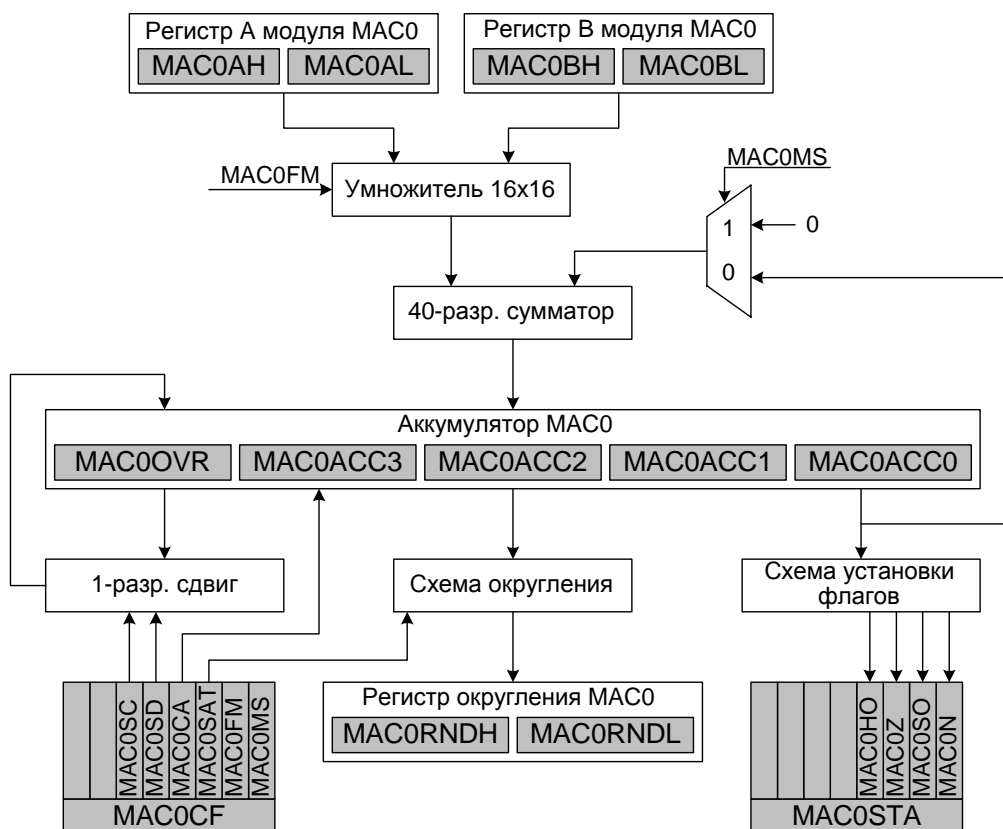 Регистр A модуля MAC0
Регистр B модуля MAC0
MAC0AH
MAC0AL
MAC0BH
MAC0BL
MAC0FM
Умножитель 16x16
MAC0MS
1
0
0
40-разр. сумматор
Аккумулятор MAC0
MAC0OVR
MAC0ACC3
MAC0ACC2
MAC0ACC1
MAC0ACC0
1-разр. сдвиг
Схема округления
Схема установки
флагов
MAC0SC
MAC0SD
MAC0CA
MAC0SAT
MAC0FM
MAC0MS
MAC0CF
Регистр округления MAC0
MAC0RNDH
MAC0RNDL
MAC0HO
MAC0Z
MAC0SO
MAC0N
MAC0STA